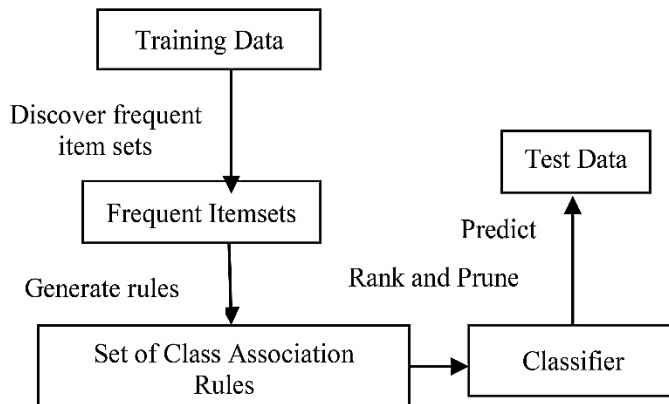 Training Data
Discover frequent
item sets
Frequent Itemsets
Generate rules
Set of Class Association
Rules
Rank and Prune
Classifier
Predict
Test Data